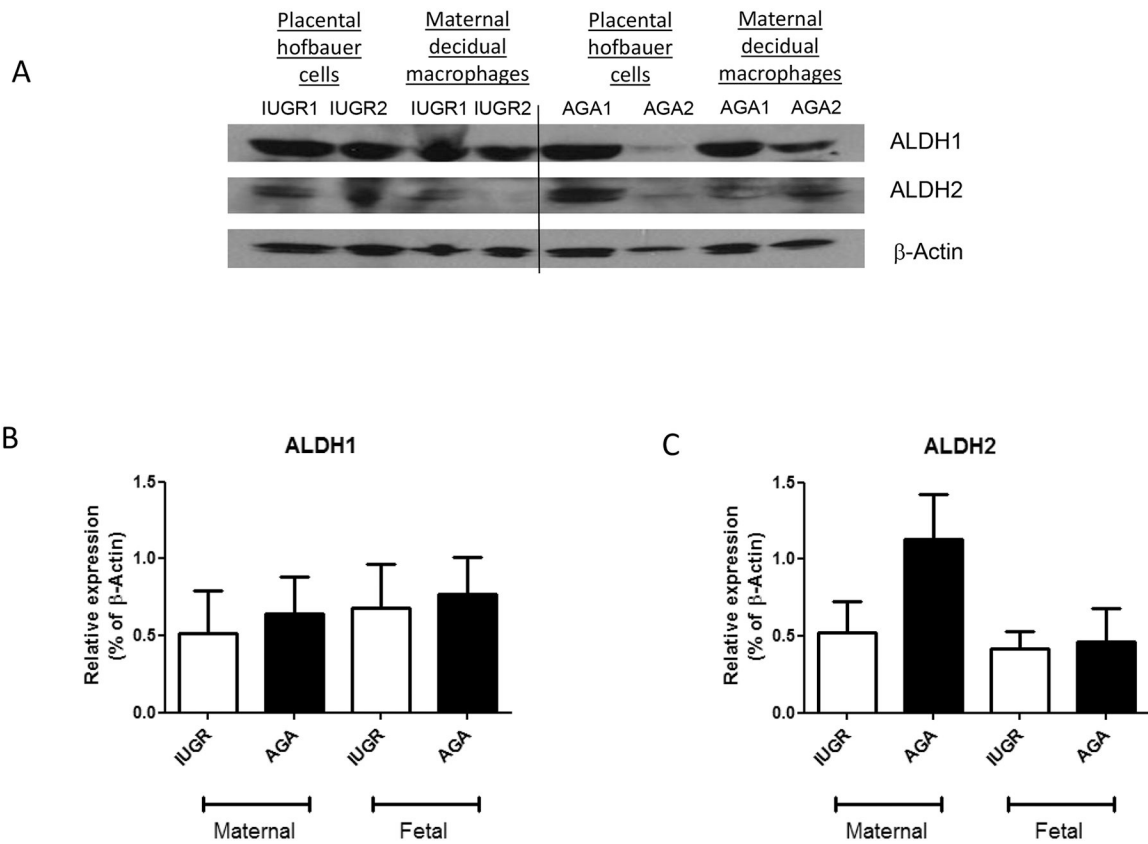 A
Placental
hofbauer
cells
Maternal
decidual
macrophages
Placental
hofbauer
cells
Maternal
decidual
macrophages
IUGR1 IUGR2 IUGR1 IUGR2 AGA1 AGA2 AGA1 AGA2
ALDH1
ALDH2
β-Actin
B
ALDH1
Relative expression
(% of β-Actin)
1.5
1.0
0.5
0.0
IUGR AGA IUGR AGA
Maternal Fetal
C
ALDH2
Relative expression
(% of β-Actin)
1.5
1.0
0.5
0.0
IUGR AGA IUGR AGA
Maternal Fetal